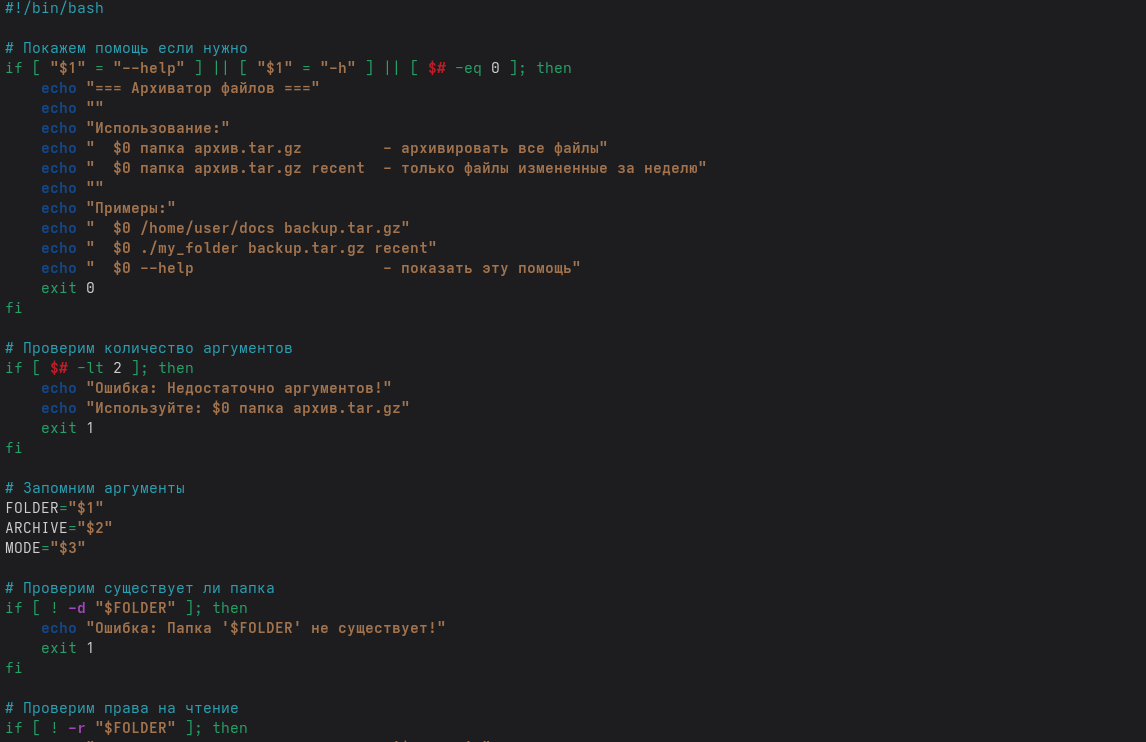 #!/bin/bash

# Покажем помощь если нужно
if [ "$1" = "--help" ] || [ "$1" = "-h" ] || [ $# -eq 0 ]; then
    echo "=== Архиватор файлов ==="
    echo ""
    echo "Использование:"
    echo "  $0 папка архив.tar.gz         - архивировать все файлы"
    echo "  $0 папка архив.tar.gz recent  - только файлы измененные за неделю"
    echo ""
    echo "Примеры:"
    echo "  $0 /home/user/docs backup.tar.gz"
    echo "  $0 ./my_folder backup.tar.gz recent"
    echo "  $0 --help                     - показать эту помощь"
    exit 0
fi

# Проверим количество аргументов
if [ $# -lt 2 ]; then
    echo "Ошибка: Недостаточно аргументов!"
    echo "Используйте: $0 папка архив.tar.gz"
    exit 1
fi

# Запомним аргументы
FOLDER="$1"
ARCHIVE="$2"
MODE="$3"

# Проверим существует ли папка
if [ ! -d "$FOLDER" ]; then
    echo "Ошибка: Папка '$FOLDER' не существует!"
    exit 1
fi

# Проверим права на чтение
if [ ! -r "$FOLDER" ]; then